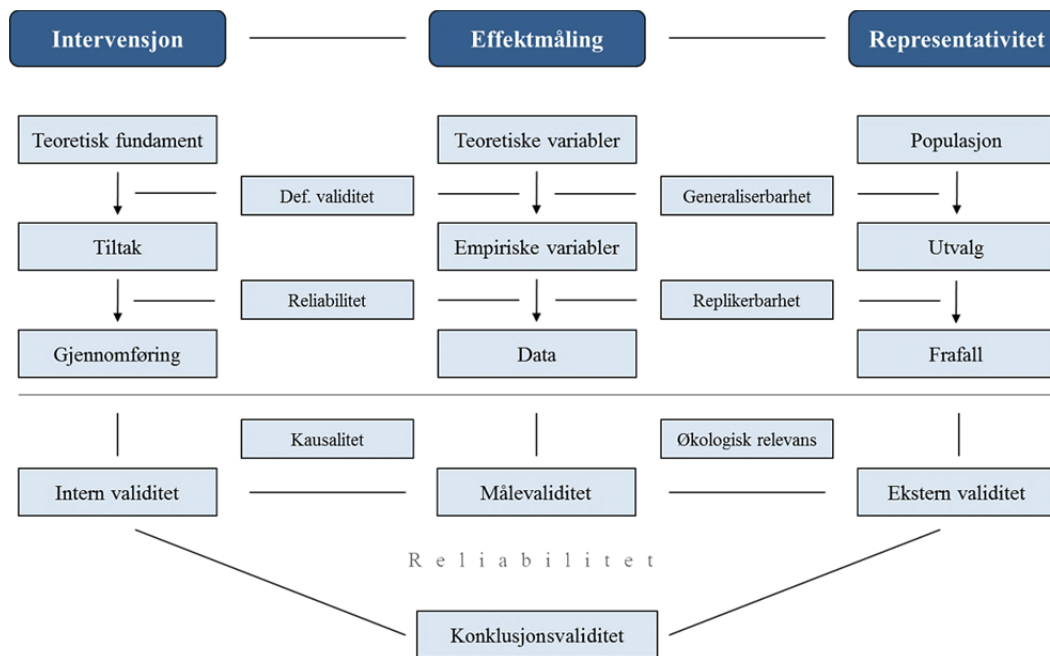 Intervensjon
Effektmåling
Representativitet
Teoretisk fundament
Teoretiske variabler
Populasjon
Def. validitet
Generaliserbarhet
Tiltak
Empiriske variabler
Utvalg
Reliabilitet
Replikerbarhet
Gjennomføring
Data
Frafall
Kausalitet
Økologisk relevans
Intern validitet
Målevaliditet
Ekstern validitet
Reliabilitet
Konklusjonsvaliditet